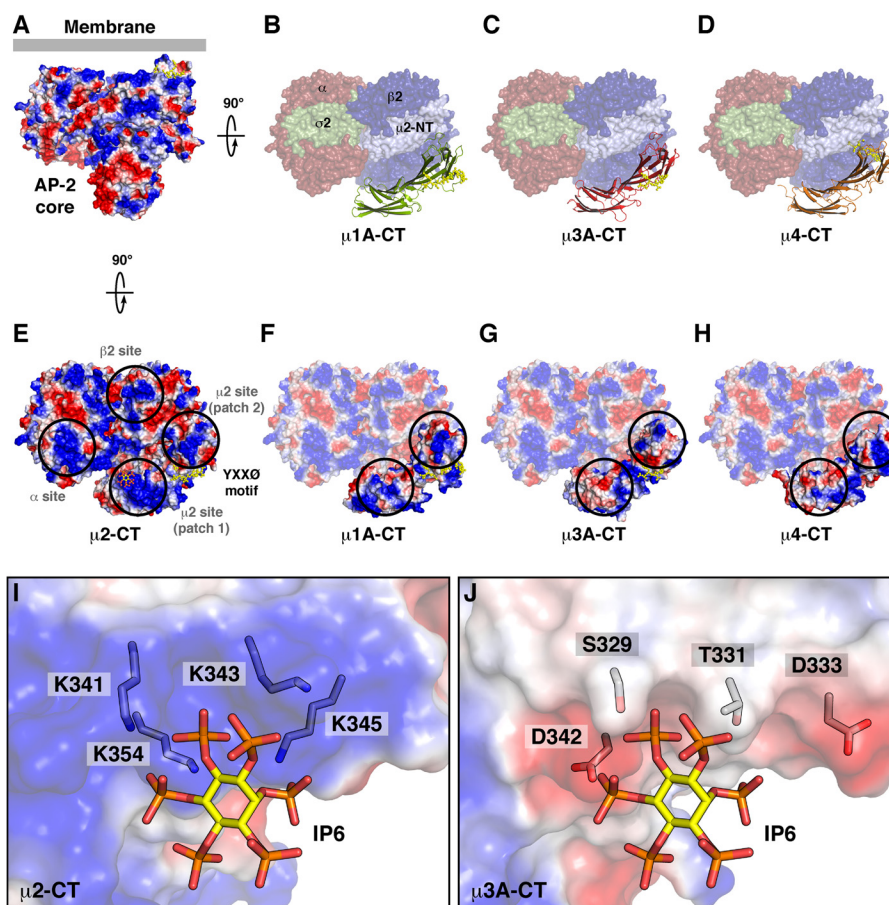 A
Membrane
AP-2
core
90°
90°
B
α
β2
σ2
μ2-NT
μ1A-CT
C
μ3A-CT
D
μ4-CT
E
β2 site
μ2 site
(patch 2)
α site
YXXØ
motif
μ2 site
(patch 1)
μ2-CT
F
μ1A-CT
G
μ3A-CT
H
μ4-CT
I
K341
K343
K345
K354
μ2-CT
J
S329
T331
D333
D342
IP6
μ3A-CT